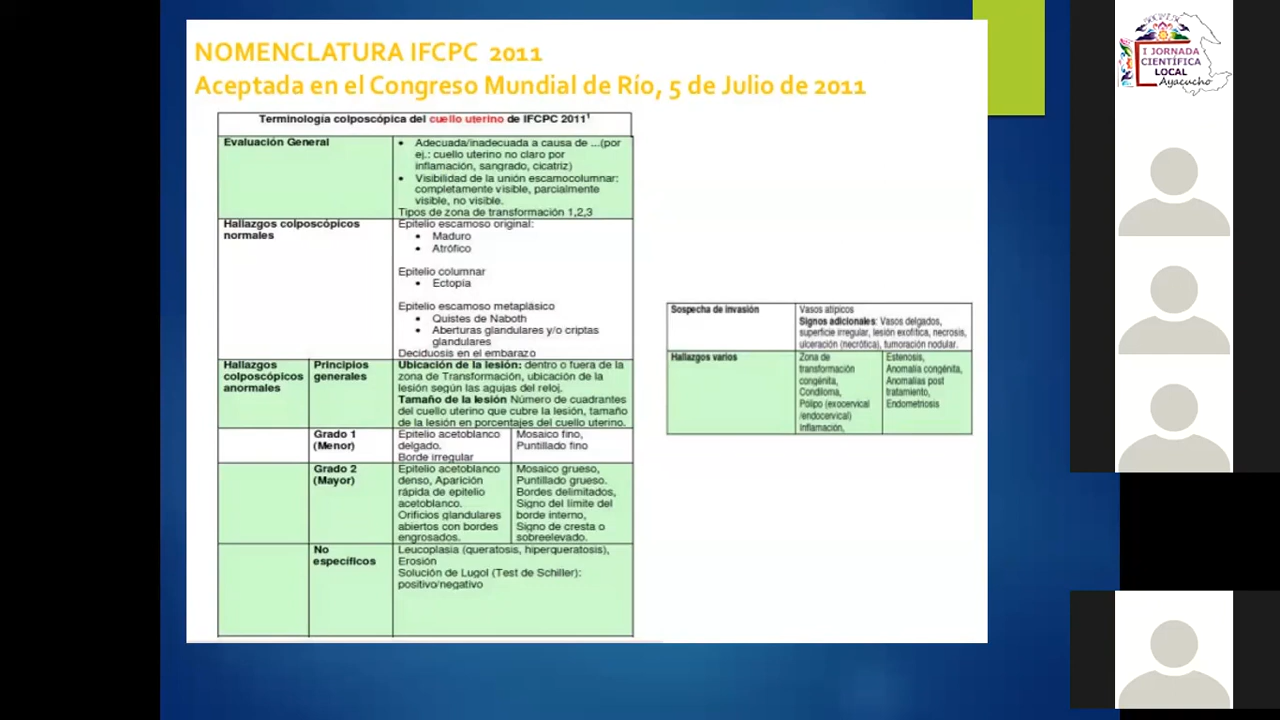 NOMENCLATURA IFCPC 2011
Aceptada en el Congreso Mundial de Río, 5 de Julio de 2011
Terminología colposcópica del cuello uterino de IFCPC 2011¹
Evaluación General
• Adecuada/inadecuada a causa de ...(por
ej.: cuello uterino no claro por
inflamación, sangrado, cicatriz)
• Visibilidad de la unión escamocolumnar:
completamente visible, parcialmente
visible, no visible.
Tipos de zona de transformación 1,2,3
Hallazgos colposcópicos
normales
Epitelio escamoso original:
• Maduro
• Atrófico
Epitelio columnar
• Ectopía
Epitelio escamoso metaplásico
• Quistes de Naboth
• Aberturas glandulares y/o criptas
glandulares
Deciduosis en el embarazo
Hallazgos
colposcópicos
anormales
Principios
generales
Ubicación de la lesión: dentro o fuera de la
zona de Transformación, ubicación de la
lesión según las agujas del reloj.
Tamaño de la lesión Número de cuadrantes
del cuello uterino que cubre la lesión, tamaño
de la lesión en porcentajes del cuello uterino.
Grado 1
(Menor)
Epitelio acetoblanco
delgado.
Borde irregular
Mosaico fino,
Puntillado fino
Grado 2
(Mayor)
Epitelio acetoblanco
denso, Aparición
rápida de epitelio
acetoblanco.
Orificios glandulares
abiertos con bordes
engrosados.
Mosaico grueso,
Puntillado grueso.
Bordes delimitados,
Signo del límite del
borde interno,
Signo de cresta o
sobreelevado.
No
específicos
Leucoplasia (queratosis, hiperqueratosis),
Erosión
Solución de Lugol (Test de Schiller):
positivo/negativo
Sospecha de invasión
Vasos atípicos
Signos adicionales: Vasos delgados,
superficie irregular, lesión exofítica, necrosis,
ulceración (necrótica), tumoración nodular.
Hallazgos varios
Zona de
transformación
congénita,
Condiloma,
Pólipo (exocervical
/endocervical)
Inflamación,
Estenosis,
Anomalía congénita,
Anomalías post
tratamiento,
Endometriosis
I JORNADA
CIENTÍFICA
LOCAL
Ayacucho